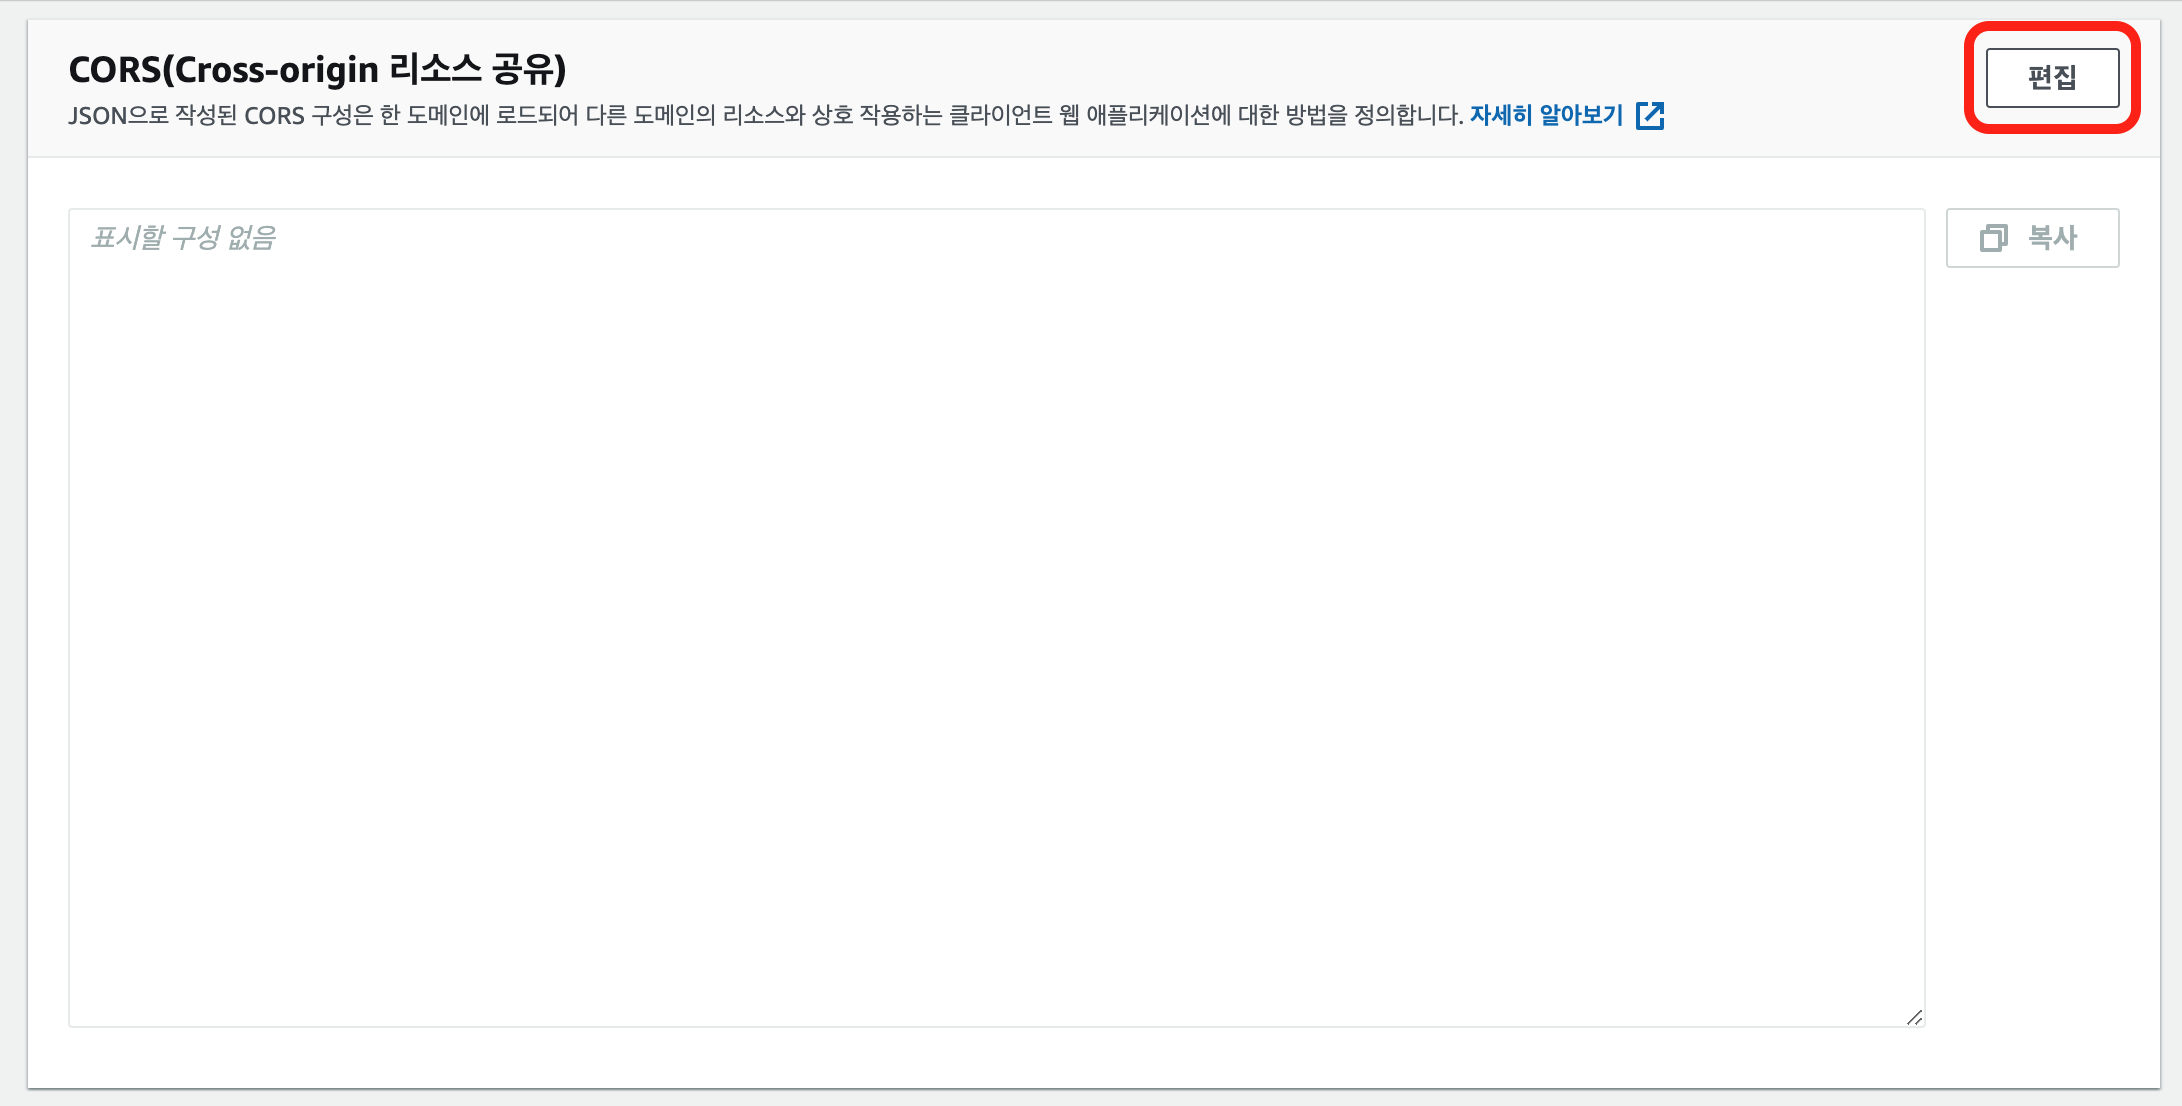 CORS(Cross-origin 리소스 공유)
편집
JSON으로 작성된 CORS 구성은 한 도메인에 로드되어 다른 도메인의 리소스와 상호 작용하는 클라이언트 웹 애플리케이션에 대한 방법을 정의합니다. 자세히 알아보기
표시할 구성 없음
복사